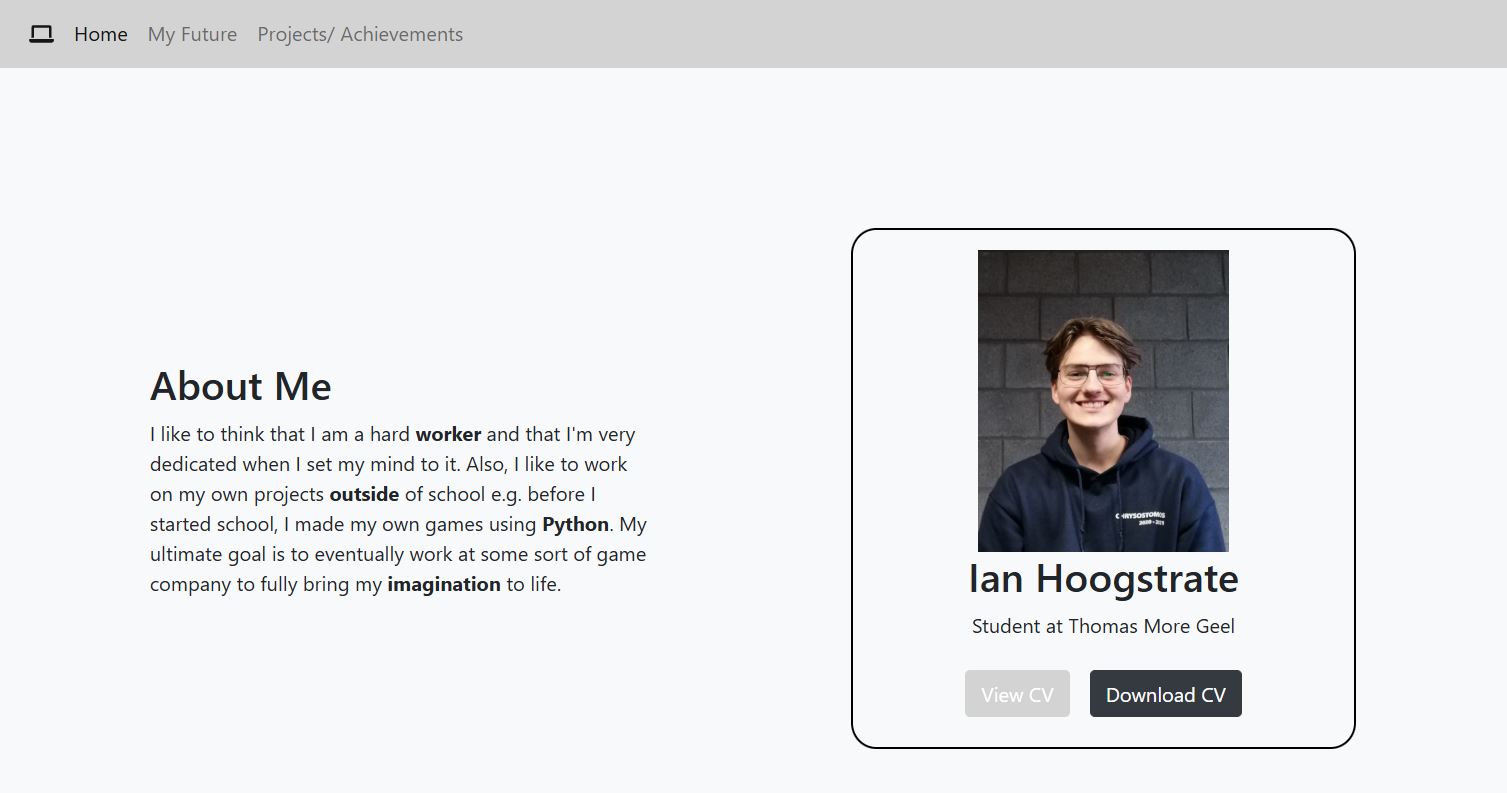 Home My Future Projects/ Achievements
About Me
I like to think that I am a hard worker and that I'm very
dedicated when I set my mind to it. Also, I like to work
on my own projects outside of school e.g. before I
started school, I made my own games using Python. My
ultimate goal is to eventually work at some sort of game
company to fully bring my imagination to life.
CHRYSOSTOMOS
2020 - 2021
Ian Hoogstrate
Student at Thomas More Geel
View CV Download CV